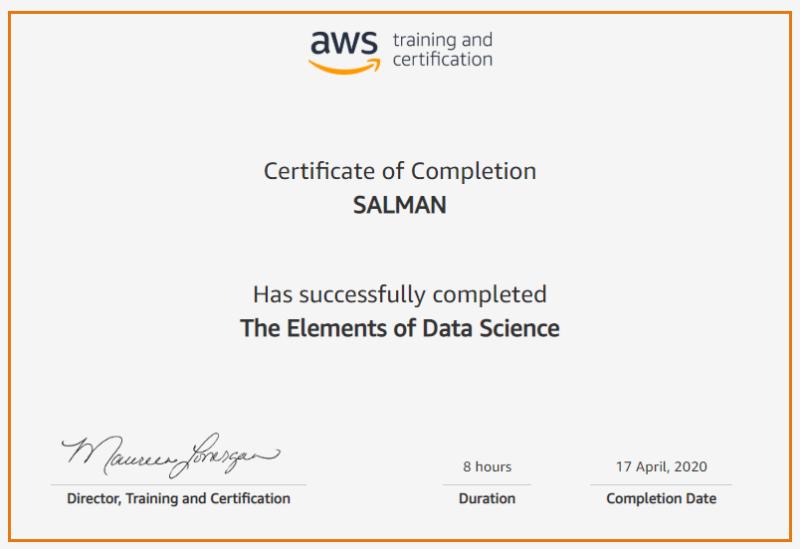 aws training and
certification
Certificate of Completion
SALMAN
Has successfully completed
The Elements of Data Science
Maureen Lonergan
8 hours
17 April, 2020
Director, Training and Certification
Duration
Completion Date